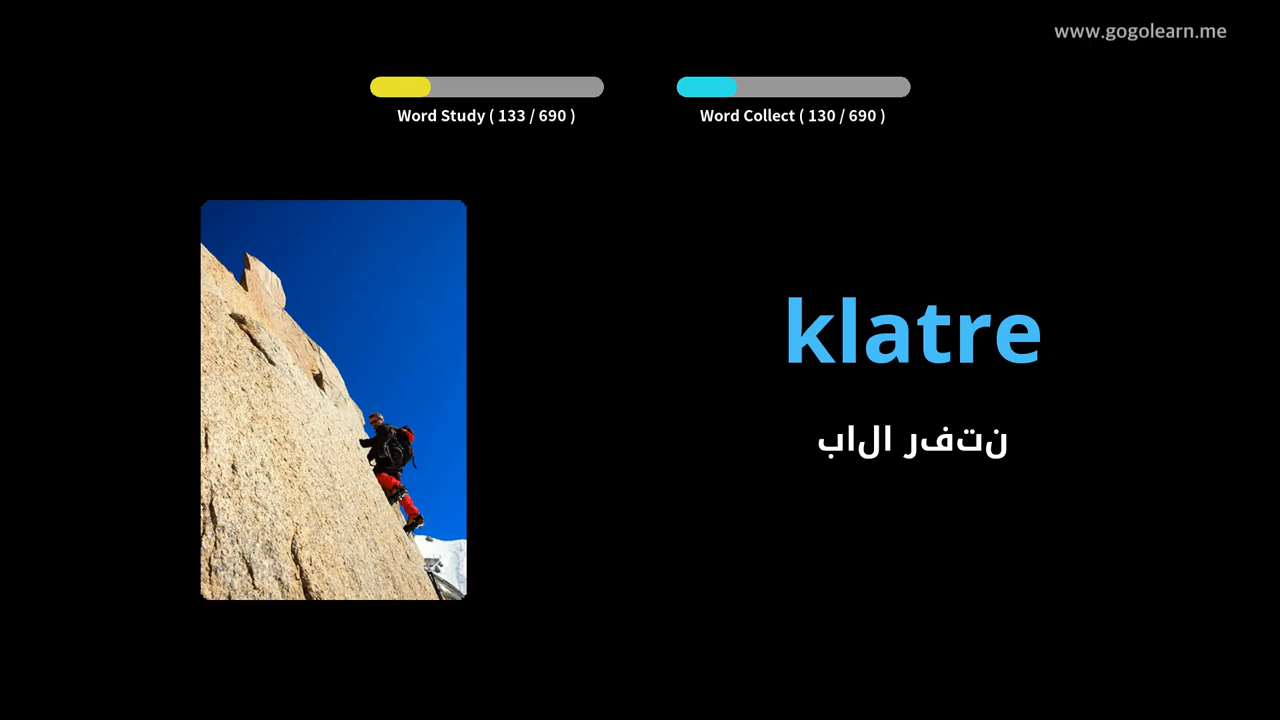 www.gogolearn.me
Word Study ( 133 / 690 )
Word Collect ( 130 / 690 )
klatre
نتفر الاب